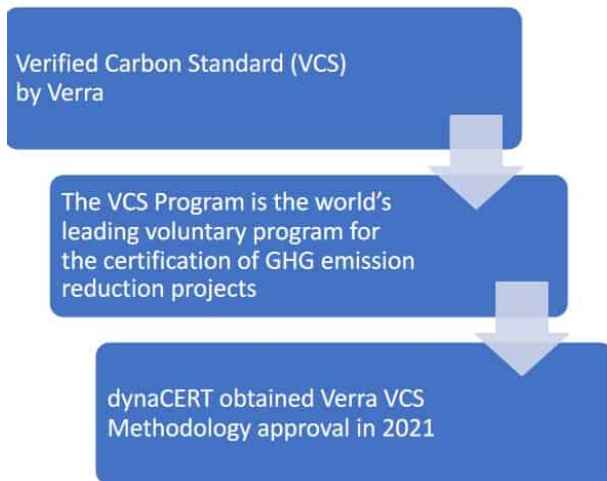 Verified Carbon Standard (VCS)
by Verra
The VCS Program is the world's
leading voluntary program for
the certification of GHG emission
reduction projects
dynaCERT obtained Verra VCS
Methodology approval in 2021